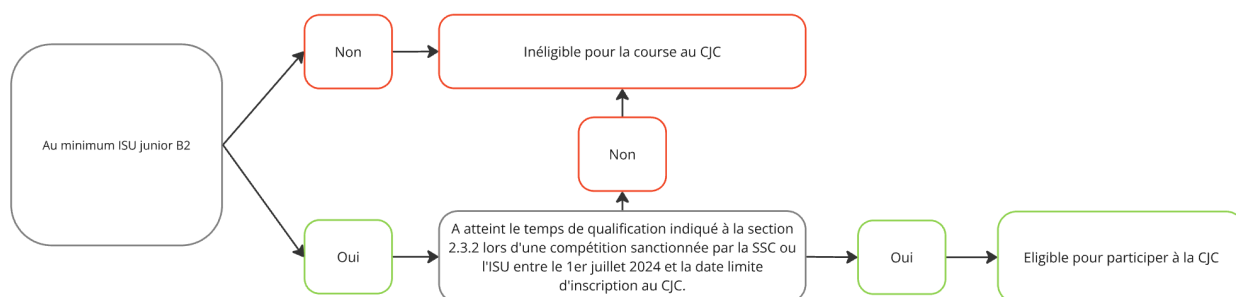 Non
Inéligible pour la course au CJC
Au minimum ISU junior B2
Non
Oui
A atteint le temps de qualification indiqué à la section
2.3.2 lors d'une compétition sanctionnée par la SSC ou
l'ISU entre le 1er juillet 2024 et la date limite
d'inscription au CJC.
Oui
Eligible pour participer à la CJC